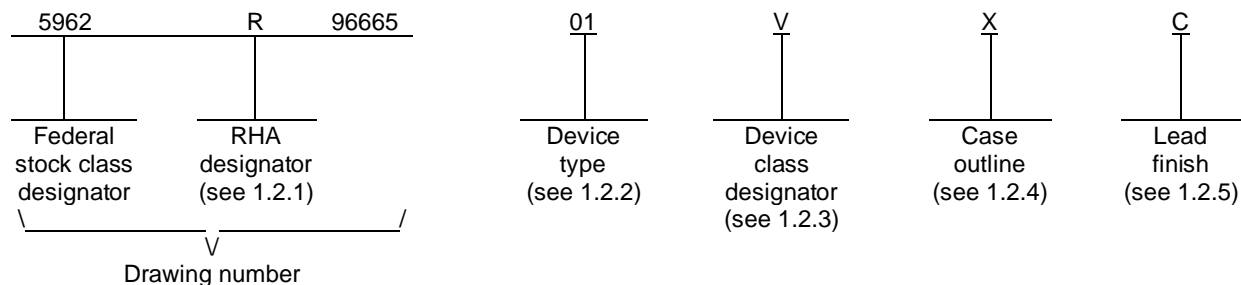 5962 R 96665 01 V X C
Federal stock class designator
RHA designator (see 1.2.1)
Device type (see 1.2.2)
Device class designator (see 1.2.3)
Case outline (see 1.2.4)
Lead finish (see 1.2.5)
\ /
\/
Drawing number